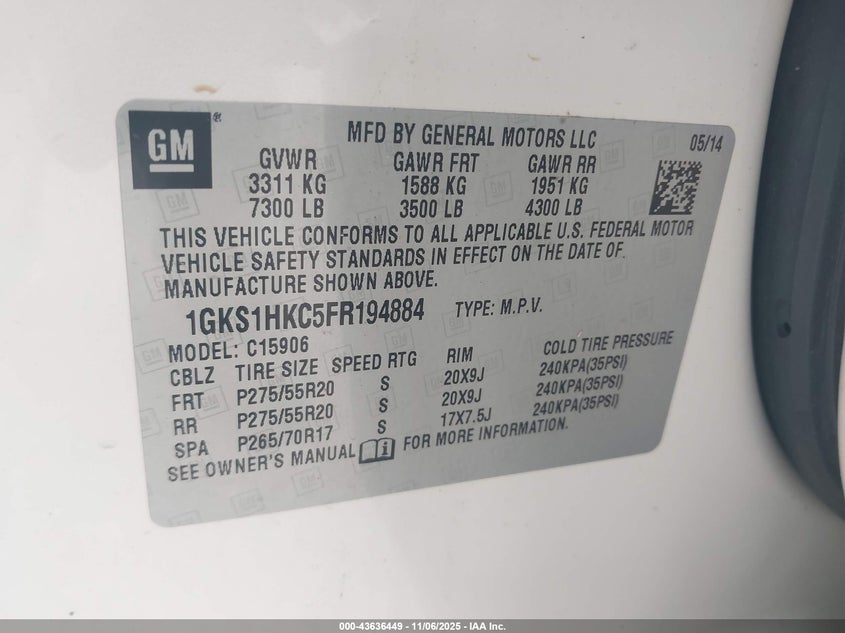 GM
MFD BY GENERAL MOTORS LLC 05/14
GVWR GAWR FRT GAWR RR
3311 KG 1588 KG 1951 KG
7300 LB 3500 LB 4300 LB
THIS VEHICLE CONFORMS TO ALL APPLICABLE U.S. FEDERAL MOTOR
VEHICLE SAFETY STANDARDS IN EFFECT ON THE DATE OF
MANUFACTURE SHOWN ABOVE.
1GKS1HKC5FR194884 TYPE: M.P.V.
MODEL: C15906
CBLZ TIRE SIZE SPEED RTG RIM COLD TIRE PRESSURE
FRT P275/55R20 S 20X9J 240KPA(35PSI)
RR P275/55R20 S 20X9J 240KPA(35PSI)
SPA P265/70R17 S 17X7.5J 240KPA(35PSI)
SEE OWNER'S MANUAL FOR MORE INFORMATION.
000-43636449 - 11/06/2025 - IAA Inc.